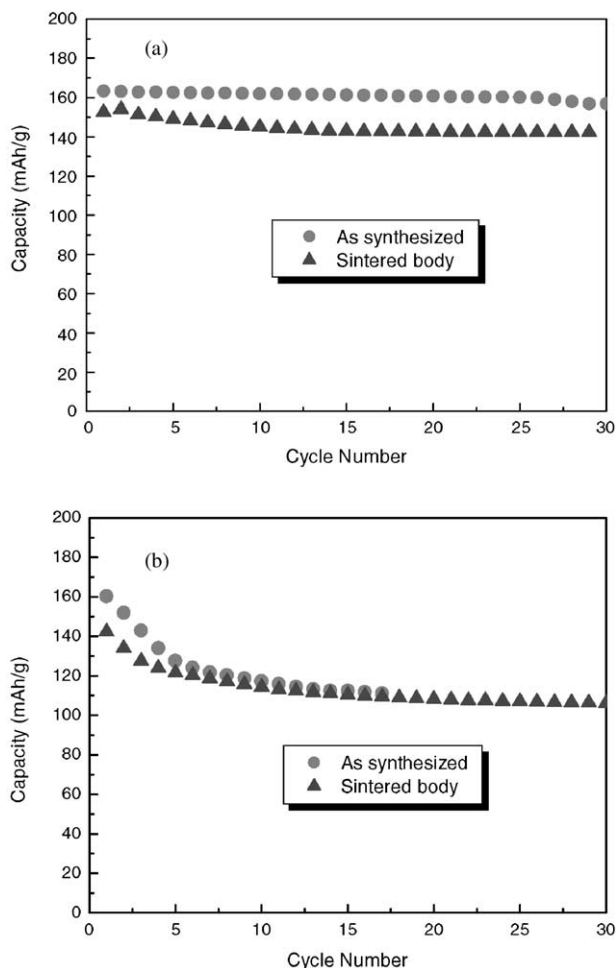 (a)
200
180
160
140
120
100
80
60
40
20
0
Capacity (mAh/g)
As synthesized
Sintered body
0 5 10 15 20 25 30
Cycle Number
(b)
200
180
160
140
120
100
80
60
40
20
0
Capacity (mAh/g)
As synthesized
Sintered body
0 5 10 15 20 25 30
Cycle Number